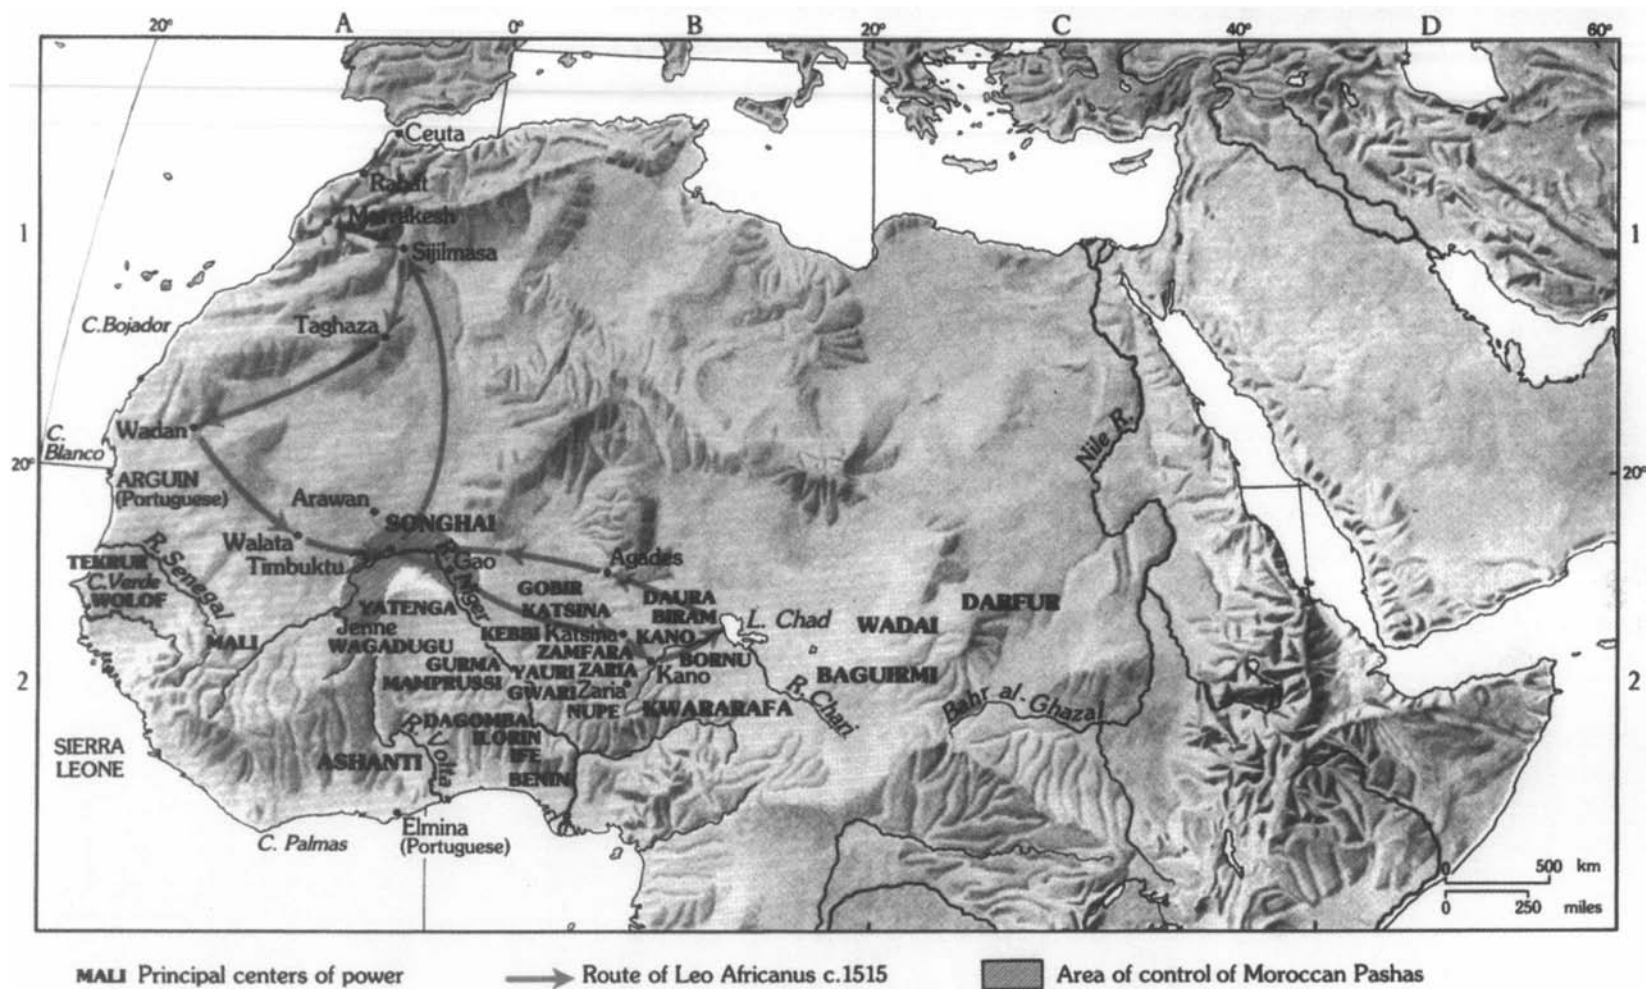 20° A 0° B 20° C 40° D 60°
Ceuta
Rabat
Marrakesh
1 1
Sijilmasa
Taghaza
C.Bojador
Wadan
C.
Blanco
Nile R.
20° 20°
ARGUIN
(Portuguese)
Arawan
SONGHAI
Walata
Timbuktu
Gao
Agades
R. Senegal
TEKRUR
C.Verde
WOLOF
Niger
GOBIR
DAURA
KATSINA
BIRAM
YATENGA
DARFUR
L. Chad
WADAI
Jenne
MALI
WAGADUGU
KEBBI Katsina KANO
ZAMFARA
GURMA
YAURI ZARIA
BORNU
Kano
BAGUIRMI
2 2
MAMPRUSSI
GWARI Zaria
NUPE
KWARARAFA
R. Chari
Bahr al-Ghazal
DAGOMBA
ILORIN
IFE
BENIN
R. Volta
ASHANTI
SIERRA
LEONE
Elmina
(Portuguese)
C. Palmas
0 500 km
0 250 miles
MALI Principal centers of power
Route of Leo Africanus c.1515
Area of control of Moroccan Pashas